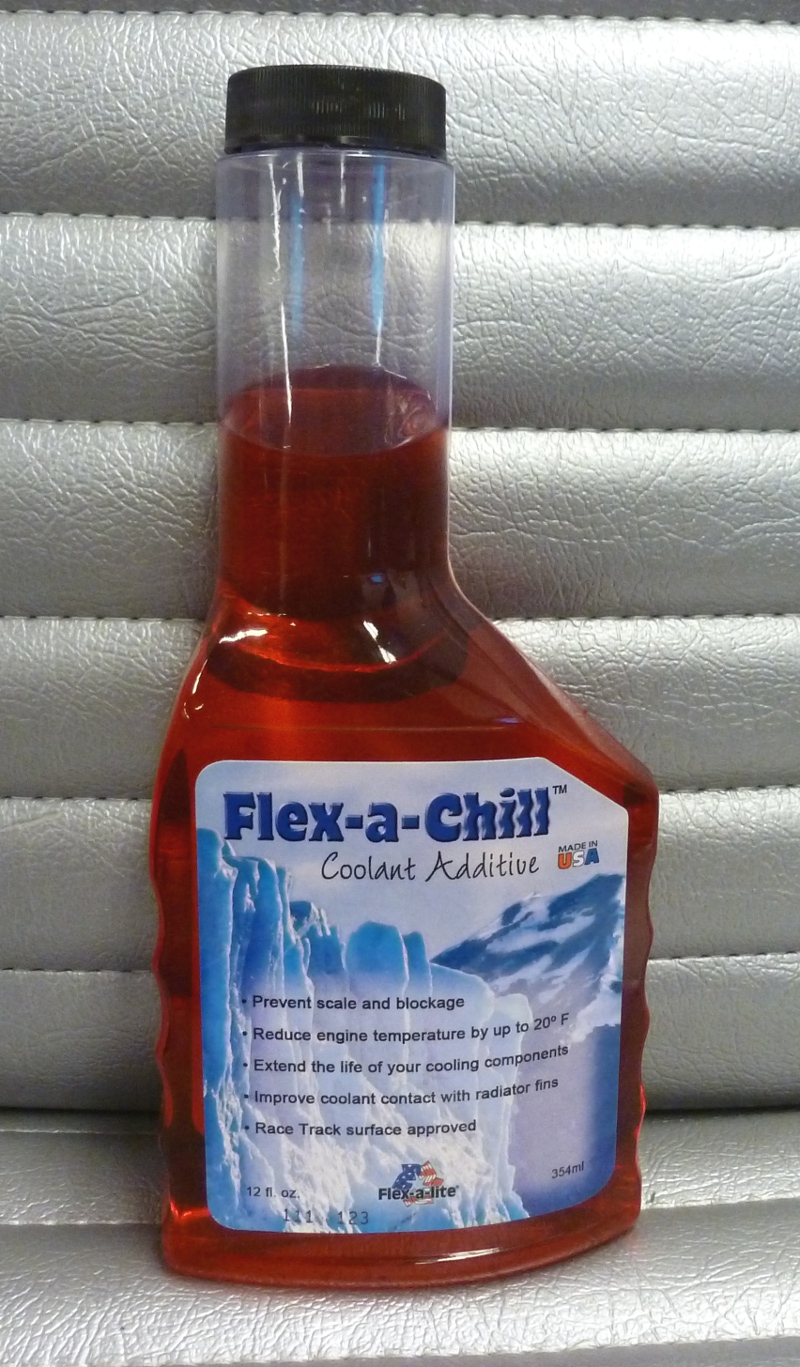 Flex-a-Chill™
Coolant Additive
MADE IN
USA
• Prevent scale and blockage
• Reduce engine temperature by up to 20º F
• Extend the life of your cooling components
• Improve coolant contact with radiator fins
• Race Track surface approved
12 fl. oz.
Flex-a-lite®
354ml
111 123